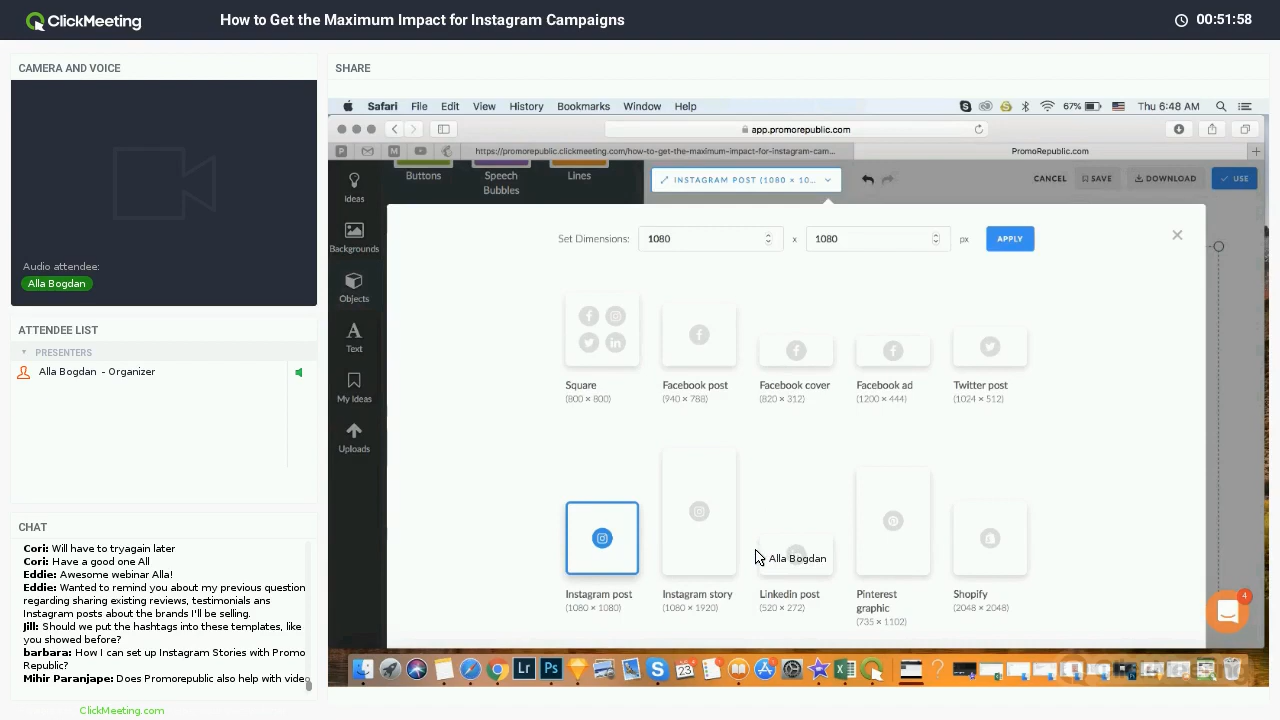 ClickMeeting
How to Get the Maximum Impact for Instagram Campaigns
00:51:58
CAMERA AND VOICE
Audio attendee:
Alla Bogdan
ATTENDEE LIST
PRESENTERS
Alla Bogdan - Organizer
CHAT
Cori: Will have to tryagain later
Cori: Have a good one All
Eddie: Awesome webinar Alla!
Eddie: Wanted to remind you about my previous question
regarding sharing existing reviews, testimonials ans
Instagram posts about the brands I'll be selling.
Jill: Should we put the hashtags into these templates, like
you showed before?
barbara: How I can set up Instagram Stories with Promo
Republic?
Mihir Paranjape: Does Promorepublic also help with video
ClickMeeting.com
SHARE
Safari File Edit View History Bookmarks Window Help
67% Thu 6:48 AM
app.promorepublic.com
https://promorepublic.clickmeeting.com/how-to-get-the-maximum-impact-for-instagram-cam...
PromoRepublic.com
Ideas
Backgrounds
Objects
Text
My Ideas
Uploads
Buttons
Speech
Bubbles
Lines
INSTAGRAM POST (1080 × 10...
CANCEL SAVE DOWNLOAD USE
Set Dimensions: 1080 x 1080 px APPLY
Square
(800 × 800)
Facebook post
(940 × 788)
Facebook cover
(820 × 312)
Facebook ad
(1200 × 444)
Twitter post
(1024 × 512)
Alla Bogdan
Instagram post
(1080 × 1080)
Instagram story
(1080 × 1920)
Linkedin post
(520 × 272)
Pinterest
graphic
(735 × 1102)
Shopify
(2048 × 2048)
4
Lr
Ps